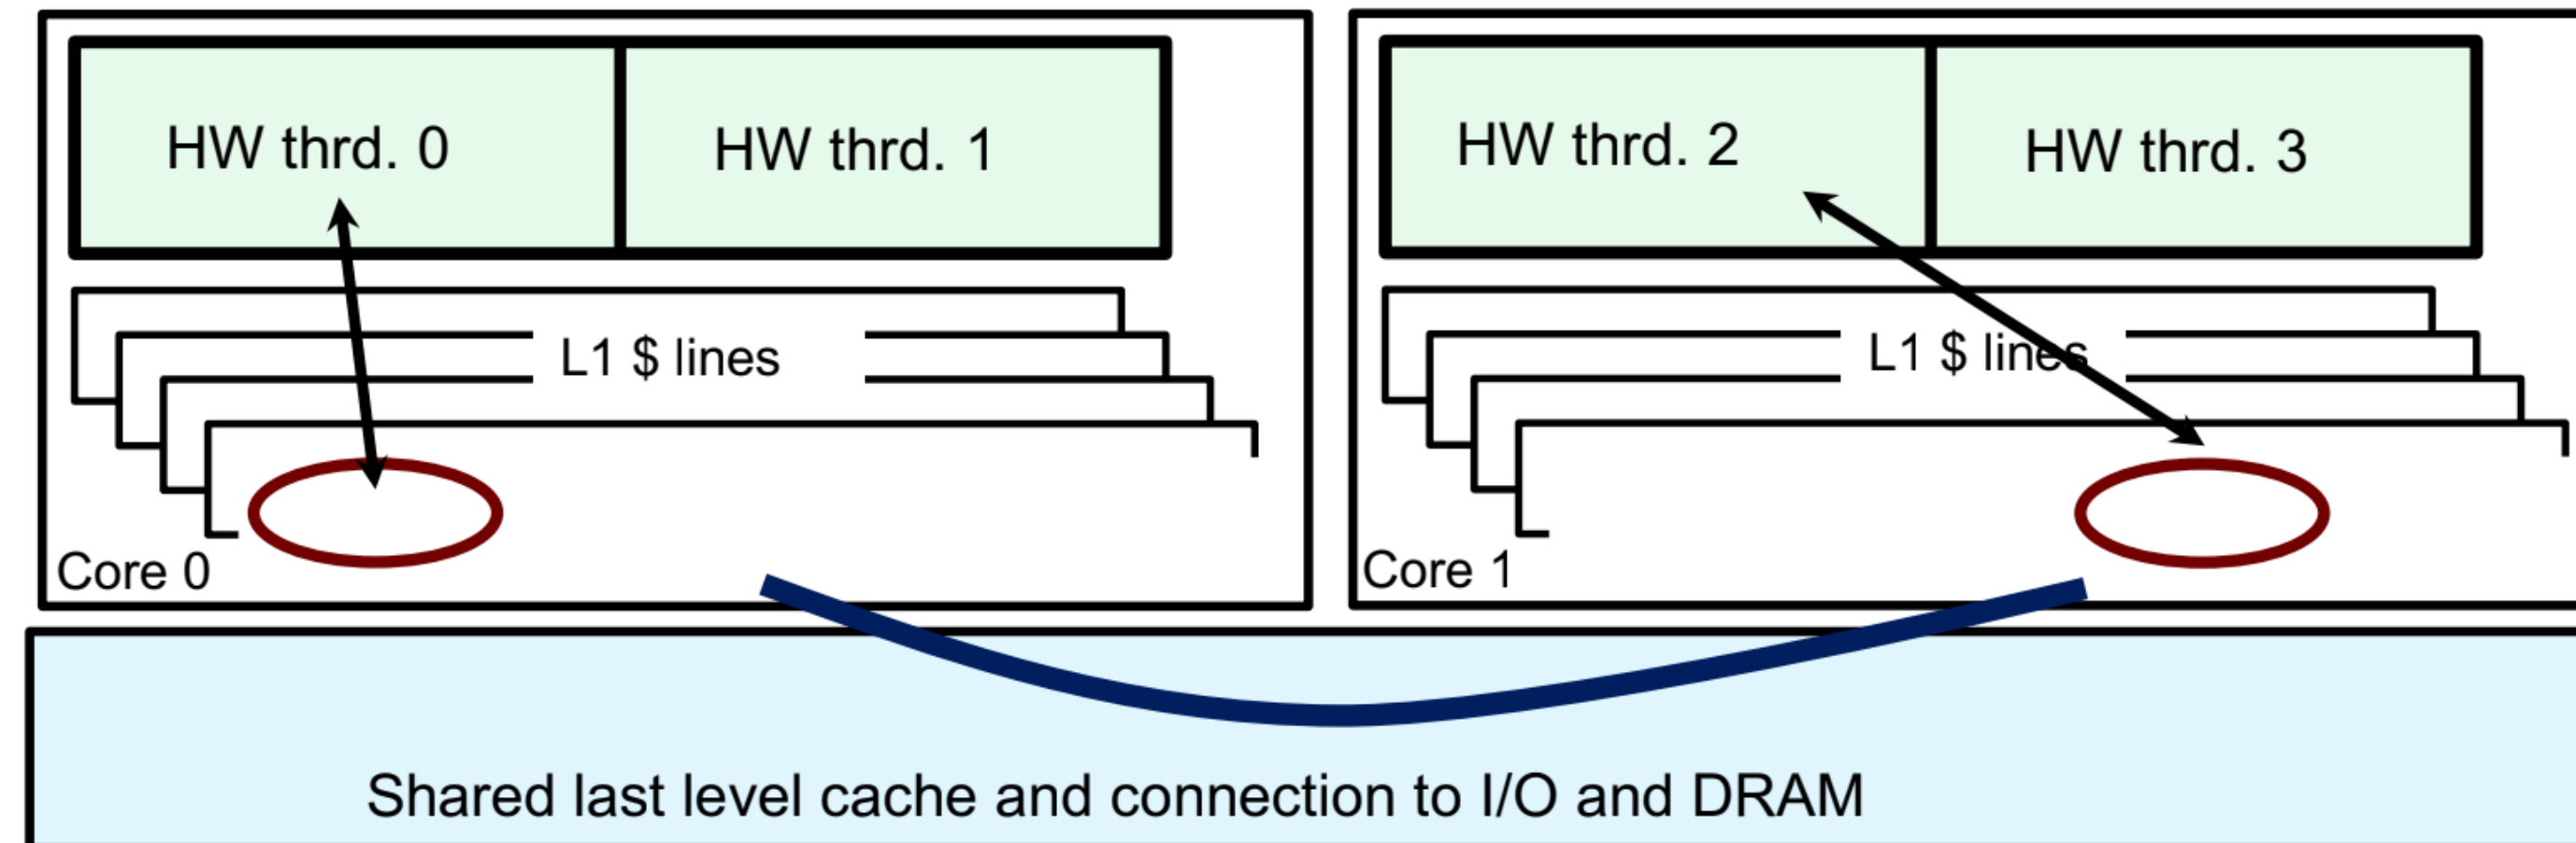 HW thrd. 0
HW thrd. 1
HW thrd. 2
HW thrd. 3
L1 $ lines
L1 $ lines
Core 0
Core 1
Shared last level cache and connection to I/O and DRAM